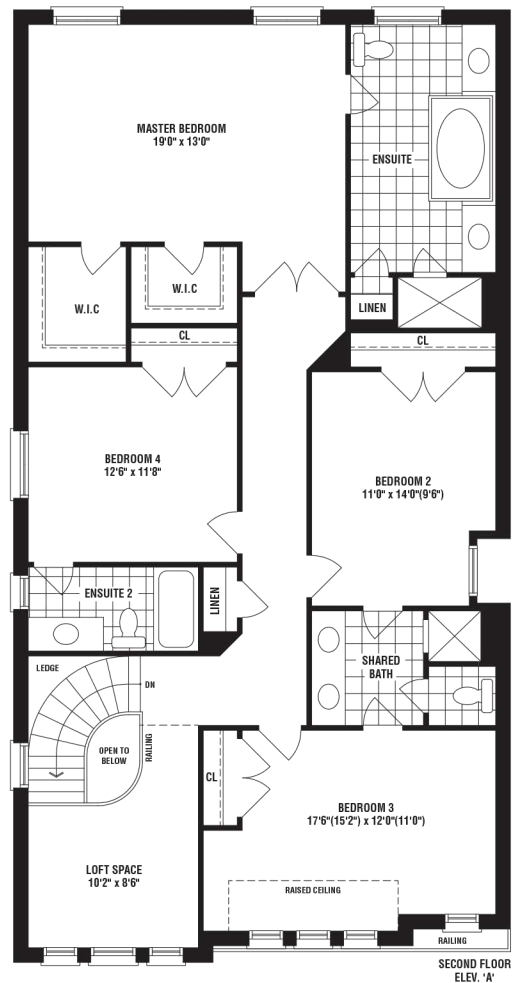 MASTER BEDROOM
19'0" x 13'0"
ENSUITE
W.I.C
W.I.C
LINEN
CL
CL
BEDROOM 4
12'6" x 11'8"
BEDROOM 2
11'0" x 14'0"(9'6")
ENSUITE 2
LINEN
SHARED
BATH
LEDGE
DN
OPEN TO
BELOW
RAILING
CL
BEDROOM 3
17'6"(15'2") x 12'0"(11'0")
LOFT SPACE
10'2" x 8'6"
RAISED CEILING
RAILING
SECOND FLOOR
ELEV. 'A'